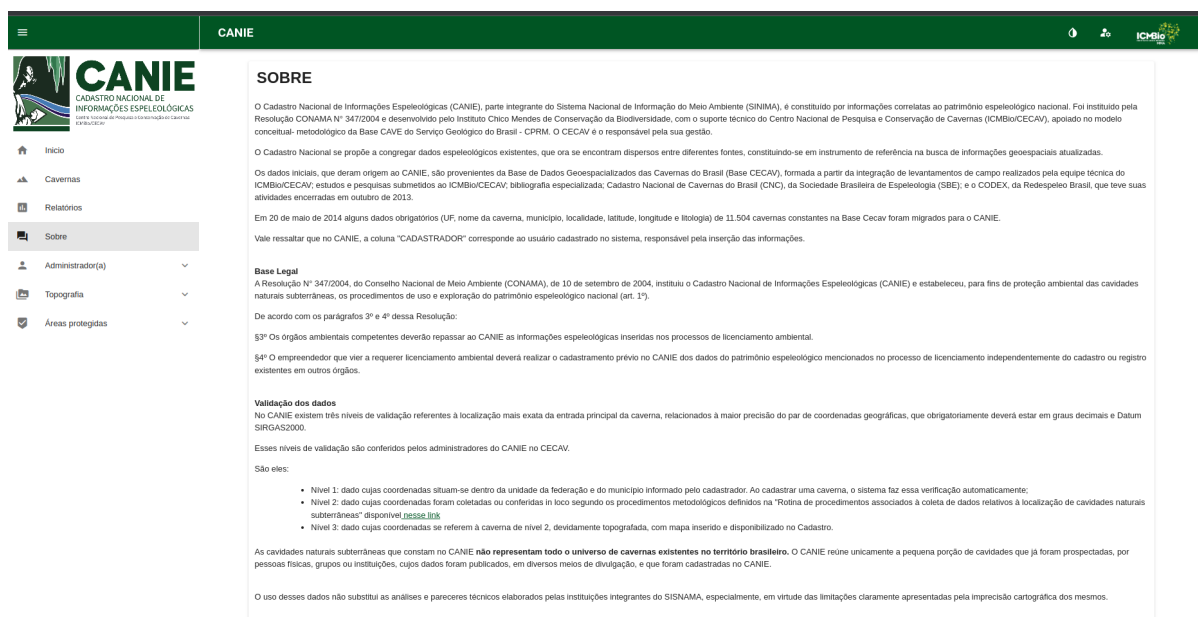 CANIE
ICMBio
CANIE
CADASTRO NACIONAL DE
INFORMAÇÕES ESPELEOLÓGICAS
Centro Nacional de Pesquisa e Conservação de Cavernas
ICMBio/CECAV
Inicio
Cavernas
Relatórios
Sobre
Administrador(a)
Topografia
Áreas protegidas
SOBRE
O Cadastro Nacional de Informações Espeleológicas (CANIE), parte integrante do Sistema Nacional de Informação do Meio Ambiente (SINIMA), é constituído por informações correlatas ao patrimônio espeleológico nacional. Foi instituído pela
Resolução CONAMA N° 347/2004 e desenvolvido pelo Instituto Chico Mendes de Conservação da Biodiversidade, com o suporte técnico do Centro Nacional de Pesquisa e Conservação de Cavernas (ICMBio/CECAV), apoiado no modelo
conceitual- metodológico da Base CAVE do Serviço Geológico do Brasil - CPRM. O CECAV é o responsável pela sua gestão.
O Cadastro Nacional se propõe a congregar dados espeleológicos existentes, que ora se encontram dispersos entre diferentes fontes, constituindo-se em instrumento de referência na busca de informações geoespaciais atualizadas.
Os dados iniciais, que deram origem ao CANIE, são provenientes da Base de Dados Geoespacializados das Cavernas do Brasil (Base CECAV), formada a partir da integração de levantamentos de campo realizados pela equipe técnica do
ICMBio/CECAV; estudos e pesquisas submetidos ao ICMBio/CECAV; bibliografia especializada; Cadastro Nacional de Cavernas do Brasil (CNC), da Sociedade Brasileira de Espeleologia (SBE); e o CODEX, da Redespeleo Brasil, que teve suas
atividades encerradas em outubro de 2013.
Em 20 de maio de 2014 alguns dados obrigatórios (UF, nome da caverna, município, localidade, latitude, longitude e litologia) de 11.504 cavernas constantes na Base Cecav foram migrados para o CANIE.
Vale ressaltar que no CANIE, a coluna "CADASTRADOR" corresponde ao usuário cadastrado no sistema, responsável pela inserção das informações.
Base Legal
A Resolução N° 347/2004, do Conselho Nacional de Meio Ambiente (CONAMA), de 10 de setembro de 2004, instituiu o Cadastro Nacional de Informações Espeleológicas (CANIE) e estabeleceu, para fins de proteção ambiental das cavidades
naturais subterrâneas, os procedimentos de uso e exploração do patrimônio espeleológico nacional (art. 1º).
De acordo com os parágrafos 3º e 4º dessa Resolução:
§3º Os órgãos ambientais competentes deverão repassar ao CANIE as informações espeleológicas inseridas nos processos de licenciamento ambiental.
§4º O empreendedor que vier a requerer licenciamento ambiental deverá realizar o cadastramento prévio no CANIE dos dados do patrimônio espeleológico mencionados no processo de licenciamento independentemente do cadastro ou registro
existentes em outros órgãos.
Validação dos dados
No CANIE existem três níveis de validação referentes à localização mais exata da entrada principal da caverna, relacionados à maior precisão do par de coordenadas geográficas, que obrigatoriamente deverá estar em graus decimais e Datum
SIRGAS2000.
Esses níveis de validação são conferidos pelos administradores do CANIE no CECAV.
São eles:
• Nível 1: dado cujas coordenadas situam-se dentro da unidade da federação e do município informado pelo cadastrador. Ao cadastrar uma caverna, o sistema faz essa verificação automaticamente;
• Nível 2: dado cujas coordenadas foram coletadas ou conferidas in loco segundo os procedimentos metodológicos definidos na "Rotina de procedimentos associados à coleta de dados relativos à localização de cavidades naturais
subterrâneas" disponível nesse link
• Nível 3: dado cujas coordenadas se referem à caverna de nível 2, devidamente topografada, com mapa inserido e disponibilizado no Cadastro.
As cavidades naturais subterrâneas que constam no CANIE não representam todo o universo de cavernas existentes no território brasileiro. O CANIE reúne unicamente a pequena porção de cavidades que já foram prospectadas, por
pessoas físicas, grupos ou instituições, cujos dados foram publicados, em diversos meios de divulgação, e que foram cadastradas no CANIE.
O uso desses dados não substitui as análises e pareceres técnicos elaborados pelas instituições integrantes do SISNAMA, especialmente, em virtude das limitações claramente apresentadas pela imprecisão cartográfica dos mesmos.